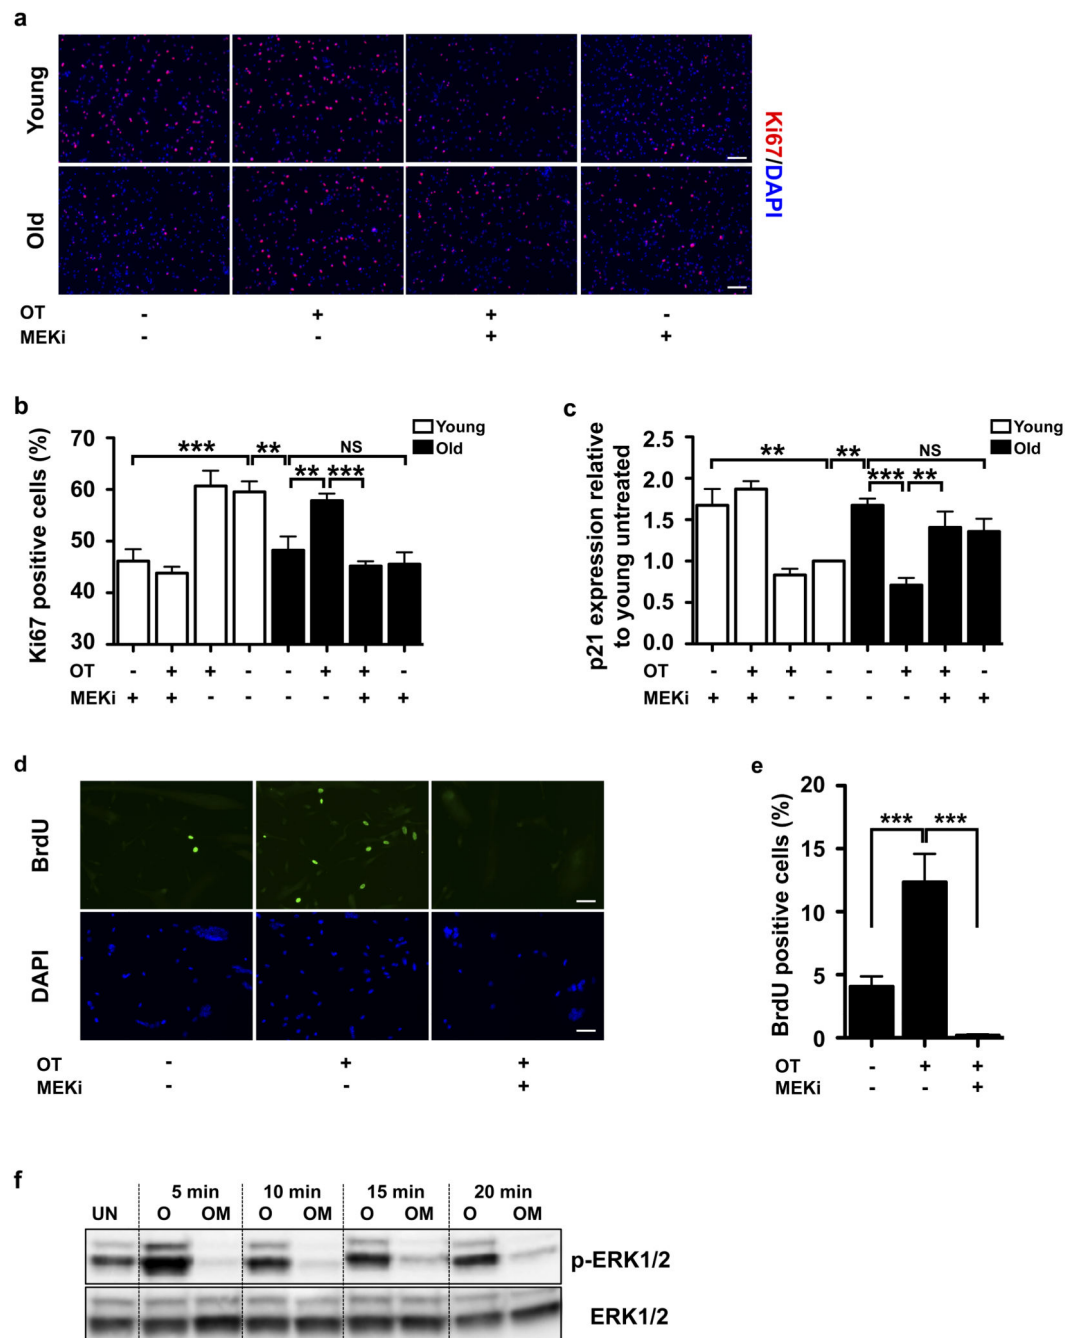 a
Young
Old
Ki67/DAPI
OT - + + -
MEKi - - + +
b
Young
Old
Ki67 positive cells (%)
70
60
50
40
30
*** ** NS
** ***
OT - + + - - + + -
MEKi + + - - - - + +
c
Young
Old
p21 expression relative
to young untreated
2.5
2.0
1.5
1.0
0.5
0.0
** ** NS
*** **
OT - + + - - + + -
MEKi + + - - - - + +
d
BrdU
DAPI
OT - + +
MEKi - - +
e
BrdU positive cells (%)
20
15
10
5
0
*** ***
OT - + +
MEKi - - +
f
5 min 10 min 15 min 20 min
UN O OM O OM O OM O OM
p-ERK1/2
ERK1/2